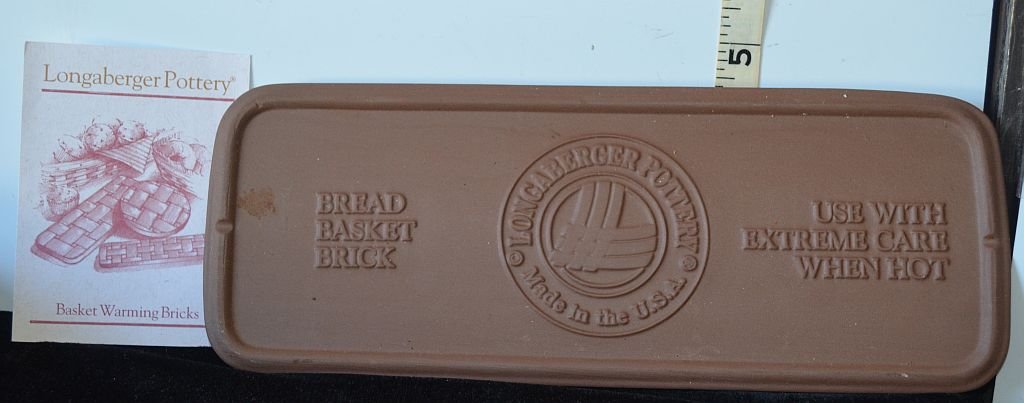 Longaberger Pottery®
Basket Warming Bricks
BREAD
BASKET
BRICK
LONGABERGER POTTERY
© Made in the U.S.A. ®
USE WITH
EXTREME CARE
WHEN HOT
5